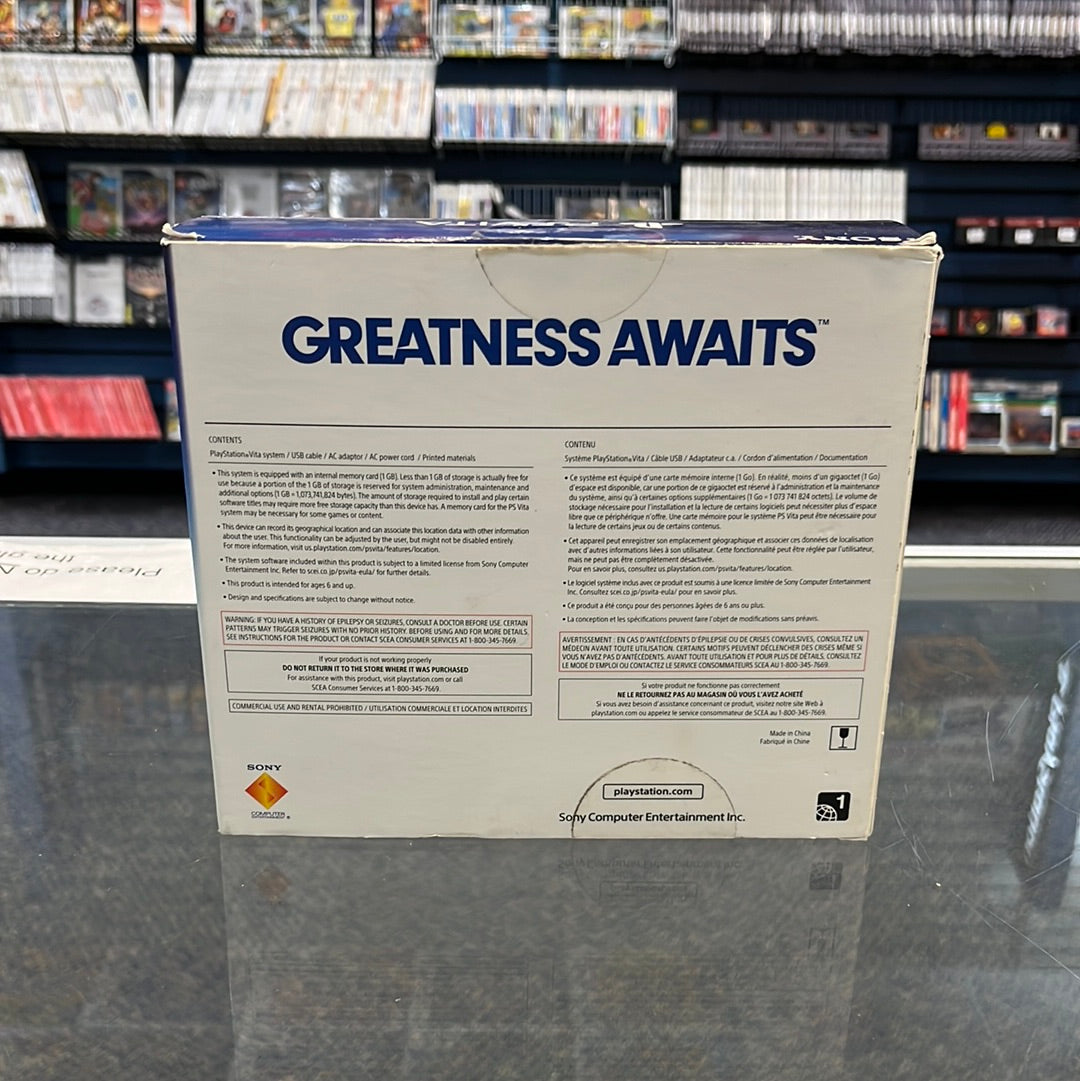 GREATNESS AWAITS™
CONTENTS
PlayStation®Vita system / USB cable / AC adaptor / AC power cord / Printed materials
• This system is equipped with an internal memory card (1 GB). Less than 1 GB of storage is actually free for
use because a portion of the 1 GB of storage is reserved for system administration, maintenance and
additional options (1 GB = 1,073,741,824 bytes). The amount of storage required to install and play certain
software titles may require more free storage capacity than this device has. A memory card for the PS Vita
system may be necessary for some games or content.
• This device can record its geographical location and can associate this location data with other information
about the user. This functionality can be adjusted by the user, but might not be disabled entirely.
For more information, visit us.playstation.com/psvita/features/location.
• The system software included within this product is subject to a limited license from Sony Computer
Entertainment Inc. Refer to scei.co.jp/psvita-eula/ for further details.
• This product is intended for ages 6 and up.
• Design and specifications are subject to change without notice.
WARNING: IF YOU HAVE A HISTORY OF EPILEPSY OR SEIZURES, CONSULT A DOCTOR BEFORE USE. CERTAIN
PATTERNS MAY TRIGGER SEIZURES WITH NO PRIOR HISTORY. BEFORE USING AND FOR MORE DETAILS,
SEE INSTRUCTIONS FOR THE PRODUCT OR CONTACT SCEA CONSUMER SERVICES AT 1-800-345-7669.
If your product is not working properly
DO NOT RETURN IT TO THE STORE WHERE IT WAS PURCHASED
For assistance with this product, visit playstation.com or call
SCEA Consumer Services at 1-800-345-7669.
COMMERCIAL USE AND RENTAL PROHIBITED / UTILISATION COMMERCIALE ET LOCATION INTERDITES
CONTENU
Système PlayStation®Vita / Câble USB / Adaptateur c.a. / Cordon d'alimentation / Documentation
• Ce système est équipé d'une carte mémoire interne (1 Go). En réalité, moins d'un gigaoctet (1 Go)
d'espace est disponible, car une portion de ce gigaoctet est réservé à l'administration et la maintenance
du système, ainsi qu'à certaines options supplémentaires (1 Go = 1 073 741 824 octets). Le volume de
stockage nécessaire pour l'installation et la lecture de certains logiciels peut nécessiter plus d'espace
libre que ce périphérique n'offre. Une carte mémoire pour le système PS Vita peut être nécessaire pour
la lecture de certains jeux ou de certains contenus.
• Cet appareil peut enregistrer son emplacement géographique et associer ces données de localisation
avec d'autres informations liées à son utilisateur. Cette fonctionnalité peut être réglée par l'utilisateur,
mais ne peut pas être complètement désactivée.
Pour en savoir plus, consultez us.playstation.com/psvita/features/location.
• Le logiciel système inclus avec ce produit est soumis à une licence limitée de Sony Computer Entertainment
Inc. Consultez scei.co.jp/psvita-eula/ pour en savoir plus.
• Ce produit a été conçu pour des personnes âgées de 6 ans ou plus.
• La conception et les spécifications peuvent faire l'objet de modifications sans préavis.
AVERTISSEMENT : EN CAS D'ANTÉCÉDENTS D'ÉPILEPSIE OU DE CRISES CONVULSIVES, CONSULTEZ UN
MÉDECIN AVANT TOUTE UTILISATION. CERTAINS MOTIFS PEUVENT DÉCLENCHER DES CRISES MÊME SI
VOUS N'AVEZ PAS D'ANTÉCÉDENTS. AVANT TOUTE UTILISATION ET POUR PLUS DE DÉTAILS, CONSULTEZ
LE MODE D'EMPLOI OU CONTACTEZ LE SERVICE CONSOMMATEURS SCEA AU 1-800-345-7669.
Si votre produit ne fonctionne pas correctement
NE LE RETOURNEZ PAS AU MAGASIN OÙ VOUS L'AVEZ ACHETÉ
Si vous avez besoin d'assistance concernant ce produit, visitez notre site Web à
playstation.com ou appelez le service consommateur de SCEA au 1-800-345-7669.
Made in China
Fabriqué en Chine
SONY
COMPUTER
ENTERTAINMENT®
playstation.com
Sony Computer Entertainment Inc.
1
SONY
Please do
the gl